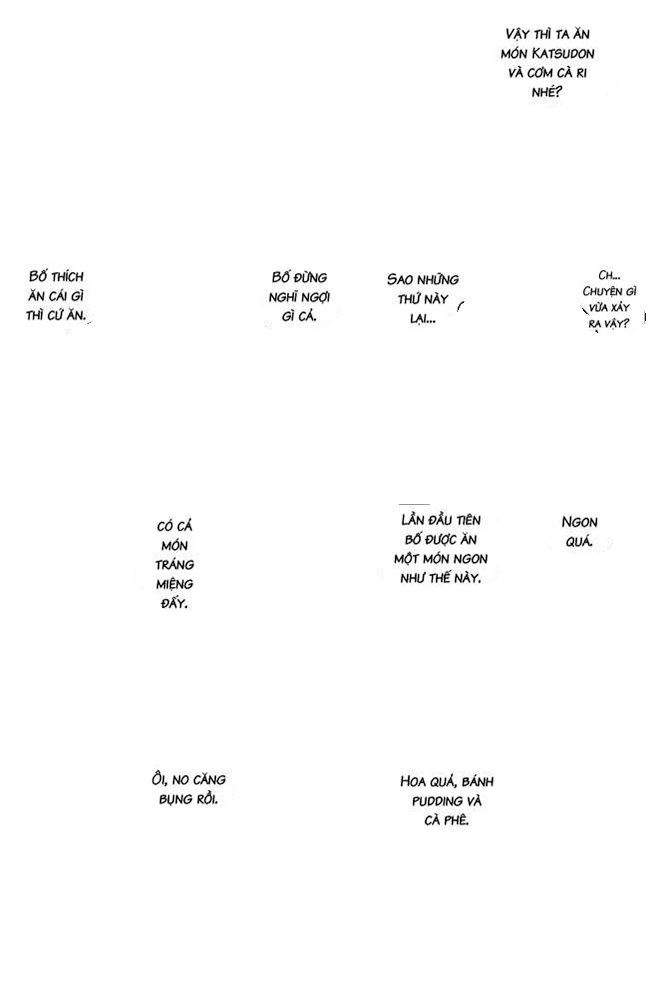 Vậy thì ta ăn
món Katsudon
và cơm cà ri
nhé?
Ch...
Chuyện gì
vừa xảy
ra vậy?
Sao những
thứ này
lại...
Bố đừng
nghĩ ngợi
gì cả.
Bố thích
ăn cái gì
thì cứ ăn.
Ngon
quá.
Lần đầu tiên
bố được ăn
một món ngon
như thế này.
có cả
món
tráng
miệng
đấy.
Hoa quả, bánh
pudding và
cà phê.
Ôi, no căng
bụng rồi.